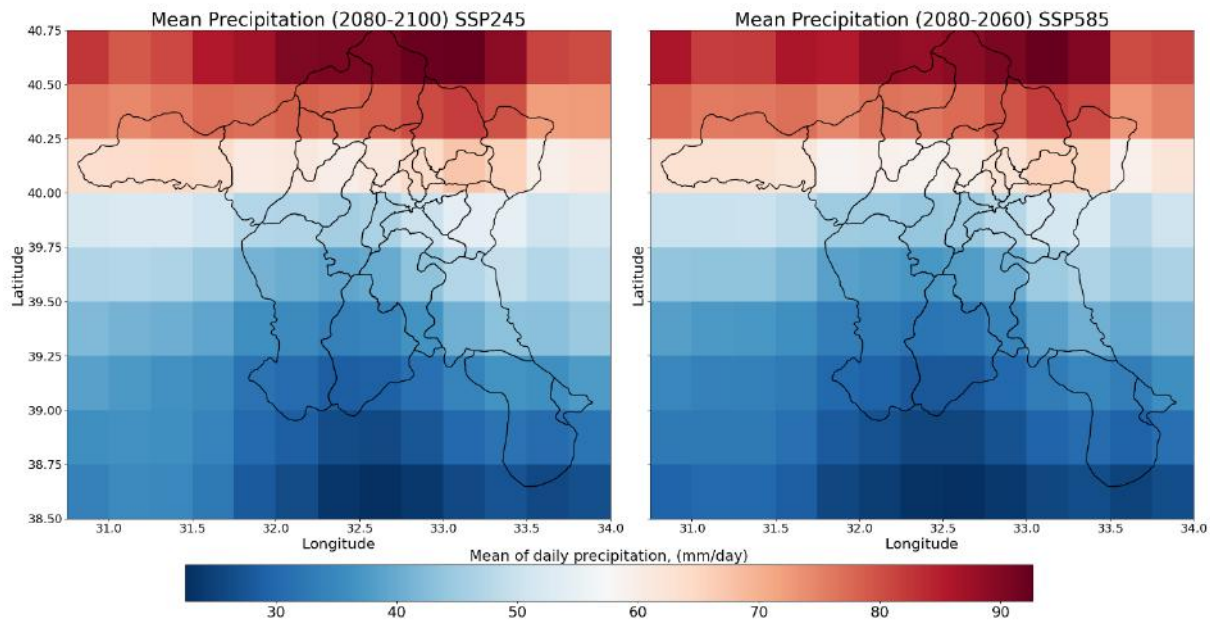 Mean Precipitation (2080-2100) SSP245
Mean Precipitation (2080-2060) SSP585
40.75
40.50
40.25
40.00
39.75
39.50
39.25
39.00
38.75
38.50
Latitude
Latitude
31.0 31.5 32.0 32.5 33.0 33.5 34.0
31.0 31.5 32.0 32.5 33.0 33.5 34.0
Longitude
Longitude
Mean of daily precipitation, (mm/day)
30 40 50 60 70 80 90